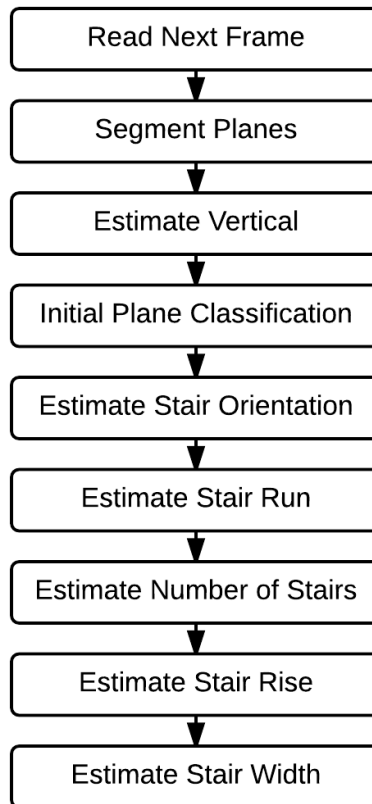 Read Next Frame
Segment Planes
Estimate Vertical
Initial Plane Classification
Estimate Stair Orientation
Estimate Stair Run
Estimate Number of Stairs
Estimate Stair Rise
Estimate Stair Width